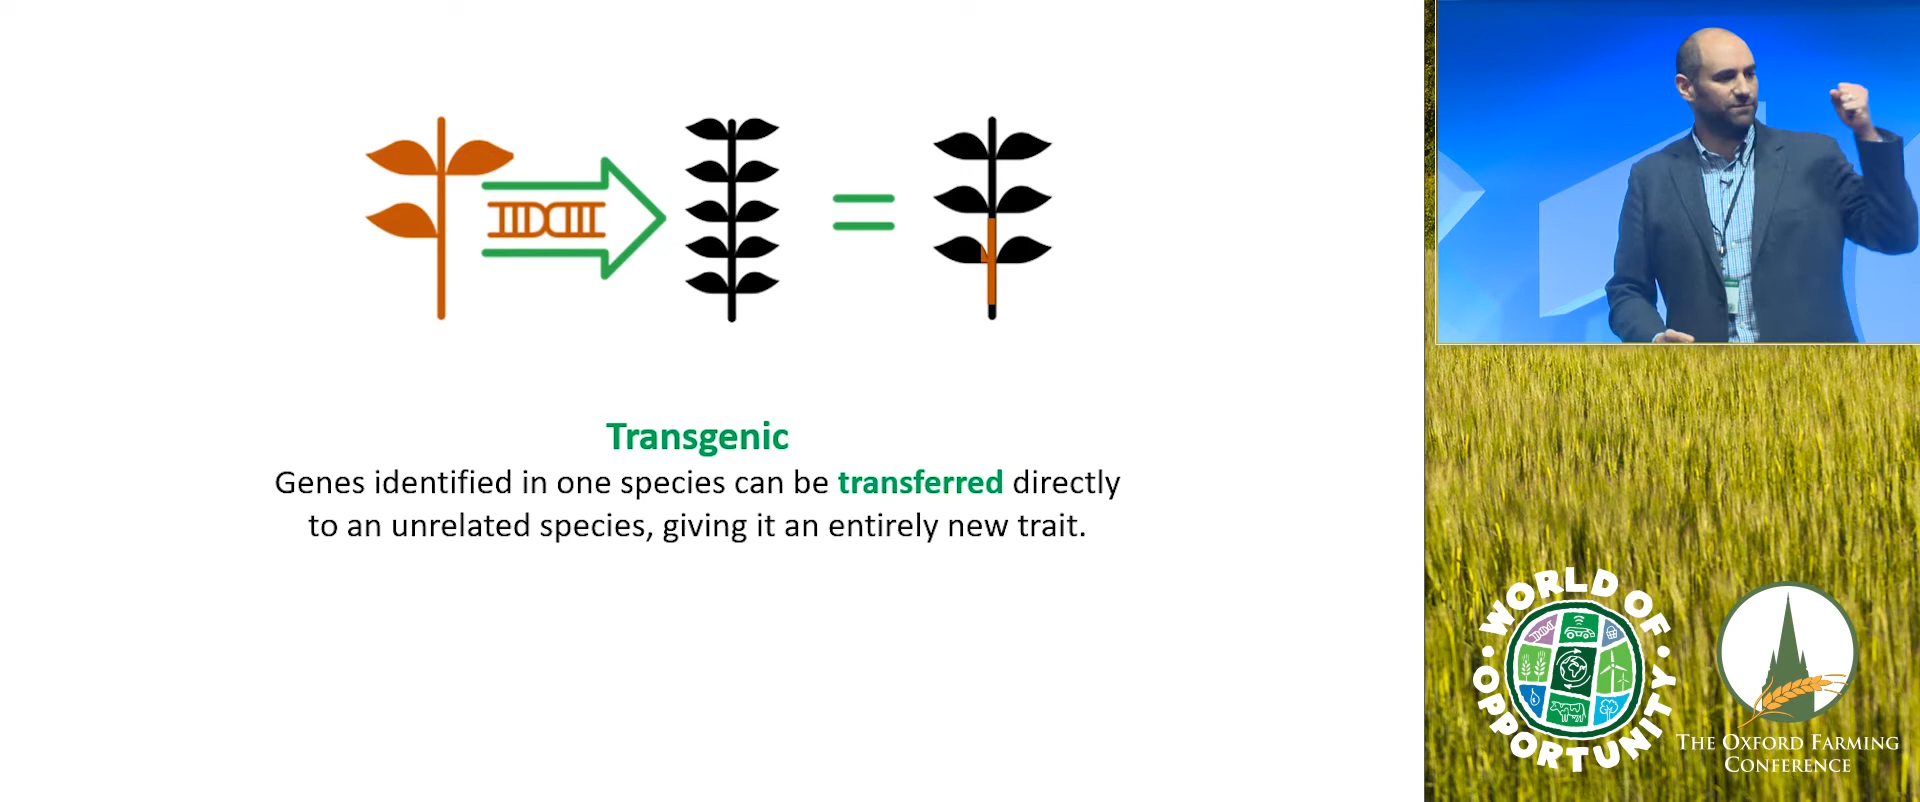 Transgenic
Genes identified in one species can be transferred directly
to an unrelated species, giving it an entirely new trait.
WORLD OF
OPPORTUNITY
THE OXFORD FARMING
CONFERENCE